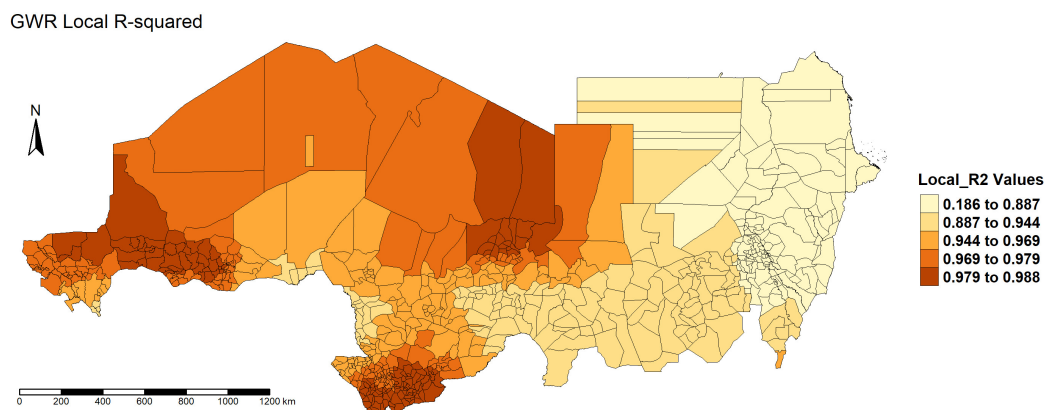 GWR Local R-squared
N
Local_R2 Values
0.186 to 0.887
0.887 to 0.944
0.944 to 0.969
0.969 to 0.979
0.979 to 0.988
0 200 400 600 800 1000 1200 km